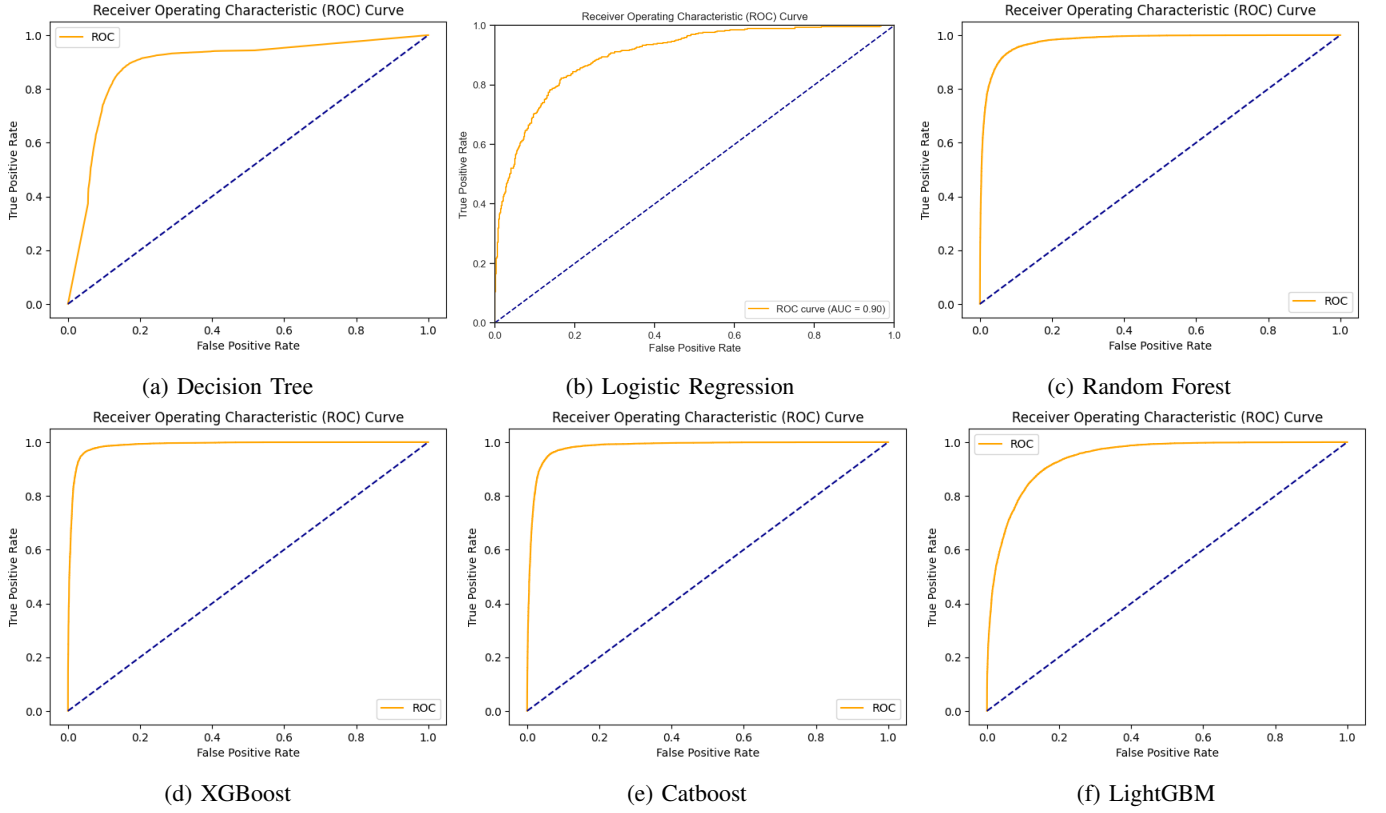 Receiver Operating Characteristic (ROC) Curve
1.0
0.8
0.6
0.4
0.2
0.0
True Positive Rate
ROC
0.0 0.2 0.4 0.6 0.8 1.0
False Positive Rate
(a) Decision Tree
Receiver Operating Characteristic (ROC) Curve
1.0
0.8
0.6
0.4
0.2
0.0
True Positive Rate
ROC curve (AUC = 0.90)
0.0 0.2 0.4 0.6 0.8 1.0
False Positive Rate
(b) Logistic Regression
Receiver Operating Characteristic (ROC) Curve
1.0
0.8
0.6
0.4
0.2
0.0
True Positive Rate
ROC
0.0 0.2 0.4 0.6 0.8 1.0
False Positive Rate
(c) Random Forest
Receiver Operating Characteristic (ROC) Curve
1.0
0.8
0.6
0.4
0.2
0.0
True Positive Rate
ROC
0.0 0.2 0.4 0.6 0.8 1.0
False Positive Rate
(d) XGBoost
Receiver Operating Characteristic (ROC) Curve
1.0
0.8
0.6
0.4
0.2
0.0
True Positive Rate
ROC
0.0 0.2 0.4 0.6 0.8 1.0
False Positive Rate
(e) Catboost
Receiver Operating Characteristic (ROC) Curve
1.0
0.8
0.6
0.4
0.2
0.0
True Positive Rate
ROC
0.0 0.2 0.4 0.6 0.8 1.0
False Positive Rate
(f) LightGBM